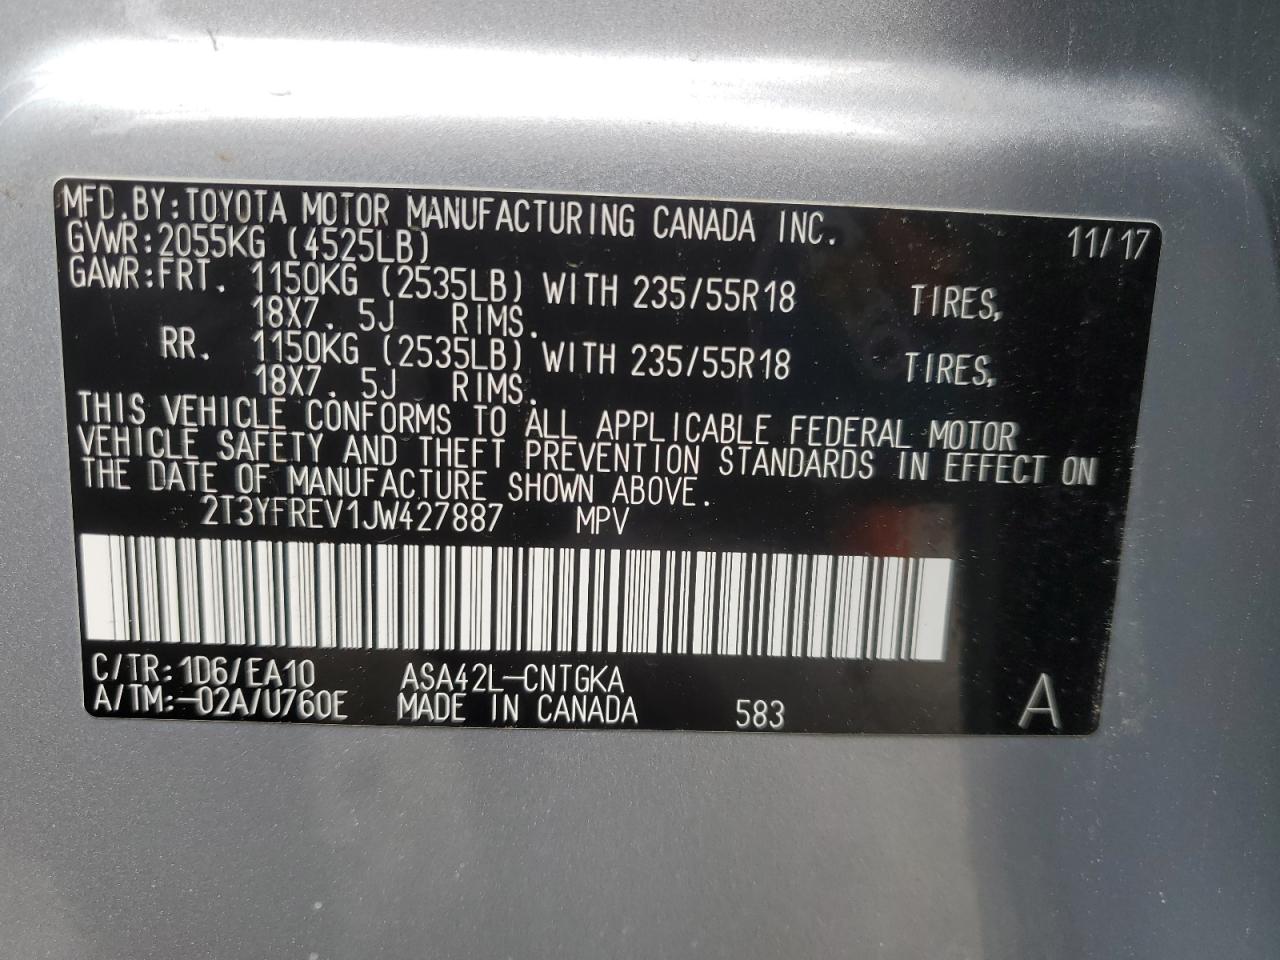 MFD.BY:TOYOTA MOTOR MANUFACTURING CANADA INC. 11/17
GVWR:2055KG (4525LB)
GAWR:FRT. 1150KG (2535LB) WITH 235/55R18 TIRES,
18X7.5J RIMS.
RR. 1150KG (2535LB) WITH 235/55R18 TIRES,
18X7.5J RIMS.
THIS VEHICLE CONFORMS TO ALL APPLICABLE FEDERAL MOTOR
VEHICLE SAFETY AND THEFT PREVENTION STANDARDS IN EFFECT ON
THE DATE OF MANUFACTURE SHOWN ABOVE.
2T3YFREV1JW427887 MPV
C/TR:1D6/EA10 ASA42L-CNTGKA
A/TM:-02A/U760E MADE IN CANADA 583 A